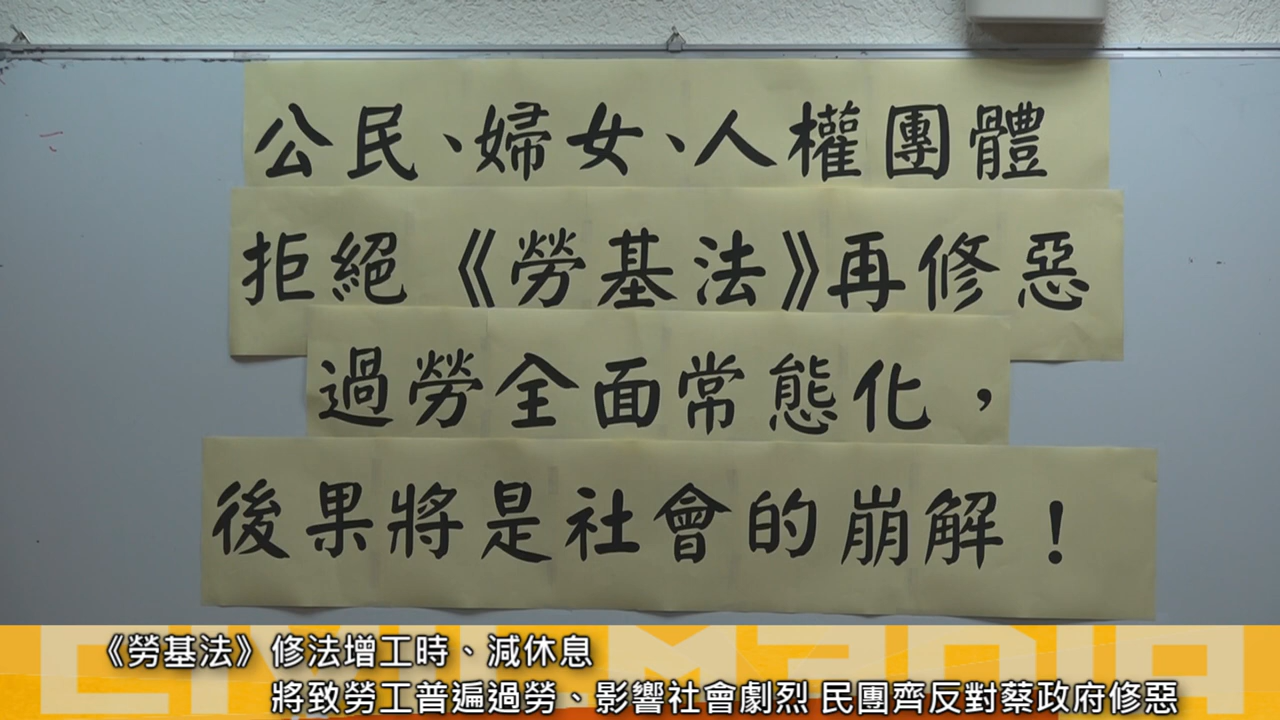 公民、婦女、人權團體
拒絕《勞基法》再修惡
過勞全面常態化，
後果將是社會的崩解！
《勞基法》修法增工時、減休息
將致勞工普遍過勞、影響社會劇烈 民團齊反對蔡政府修惡